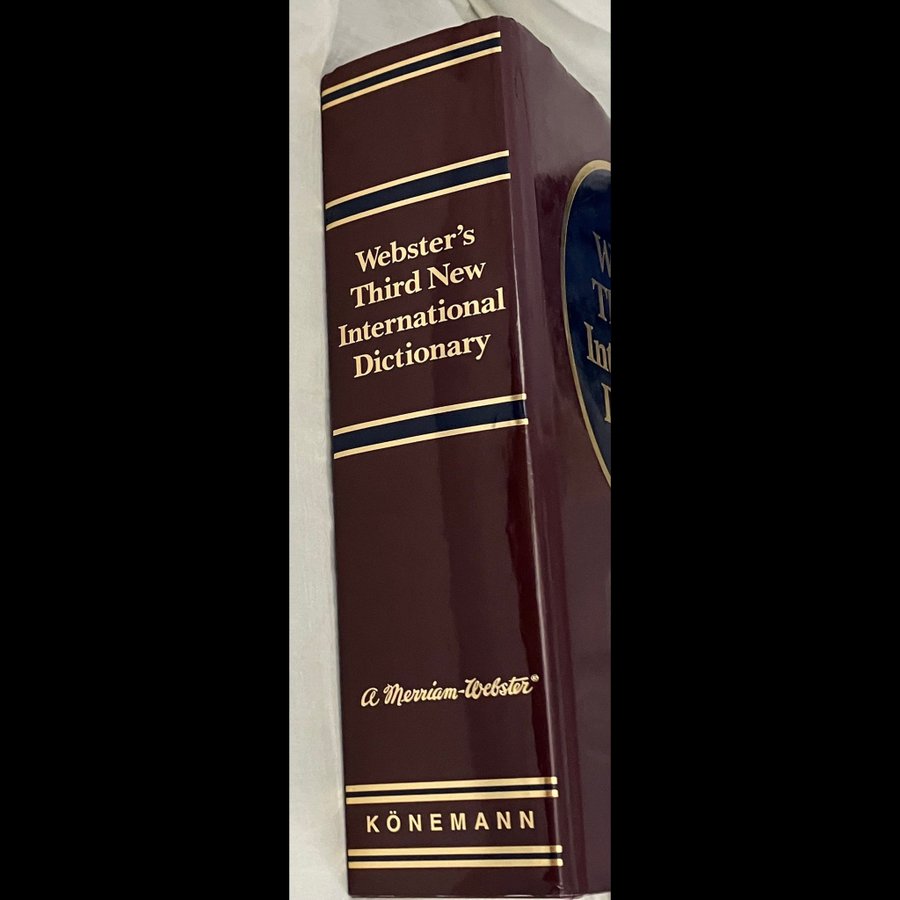 Webster's
Third New
International
Dictionary
A Merriam-Webster®
KÖNEMANN